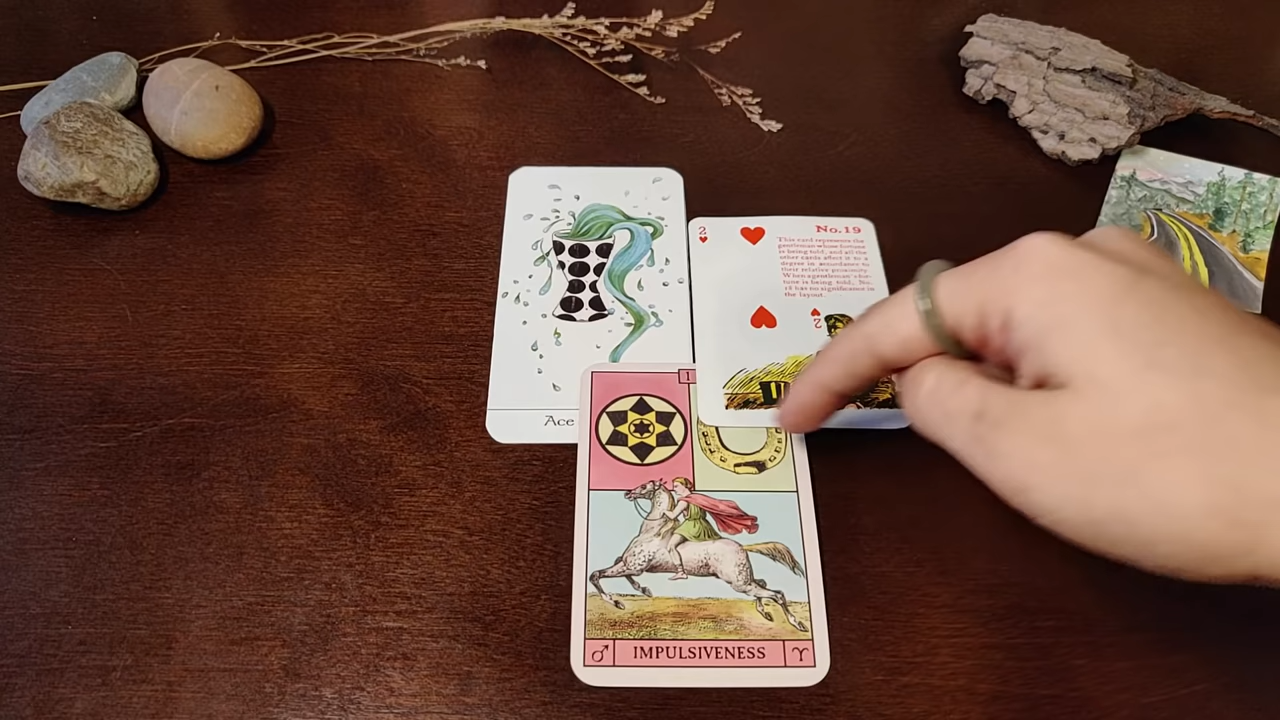 2
No.19
This card represents the
gentleman whose fortune
is being told, and all the
other cards affect it to a
degree in accordance to
their relative proximity.
When a gentleman's for-
tune is being told, No.
18 has no significance in
the layout.
2
Ace
1
IMPULSIVENESS